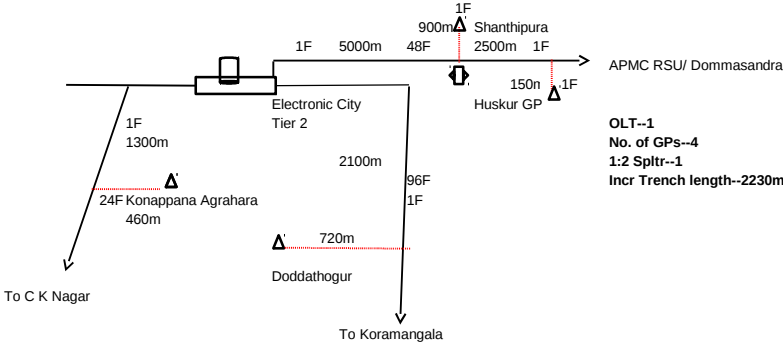 1F
900m Shanthipura
1F 5000m 48F 2500m 1F
APMC RSU/ Dommasandra
150m 1F
Electronic City
Tier 2
Huskur GP
OLT--1
No. of GPs--4
1:2 Spltr--1
Incr Trench length--2230m
1F
1300m
2100m
96F
1F
24F Konappana Agrahara
460m
720m
Doddathogur
To C K Nagar
To Koramangala